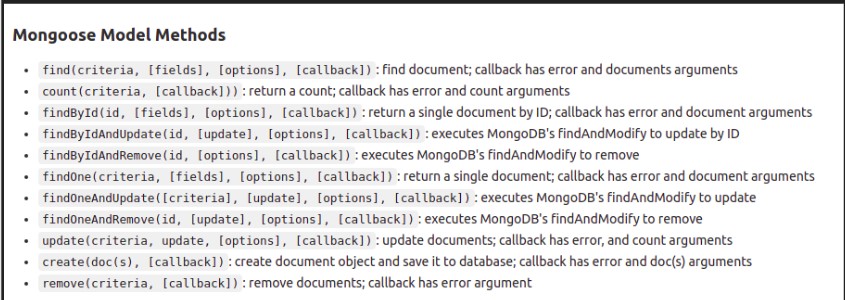 Mongoose Model Methods
• find(criteria, [fields], [options], [callback]) : find document; callback has error and documents arguments
• count(criteria, [callback])) : return a count; callback has error and count arguments
• findById(id, [fields], [options], [callback]) : return a single document by ID; callback has error and document arguments
• findByIdAndUpdate(id, [update], [options], [callback]) : executes MongoDB's findAndModify to update by ID
• findByIdAndRemove(id, [options], [callback]) : executes MongoDB's findAndModify to remove
• findOne(criteria, [fields], [options], [callback]) : return a single document; callback has error and document arguments
• findOneAndUpdate([criteria], [update], [options], [callback]) : executes MongoDB's findAndModify to update
• findOneAndRemove(id, [update], [options], [callback]) : executes MongoDB's findAndModify to remove
• update(criteria, update, [options], [callback]) : update documents; callback has error, and count arguments
• create(doc(s), [callback]) : create document object and save it to database; callback has error and doc(s) arguments
• remove(criteria, [callback]) : remove documents; callback has error argument